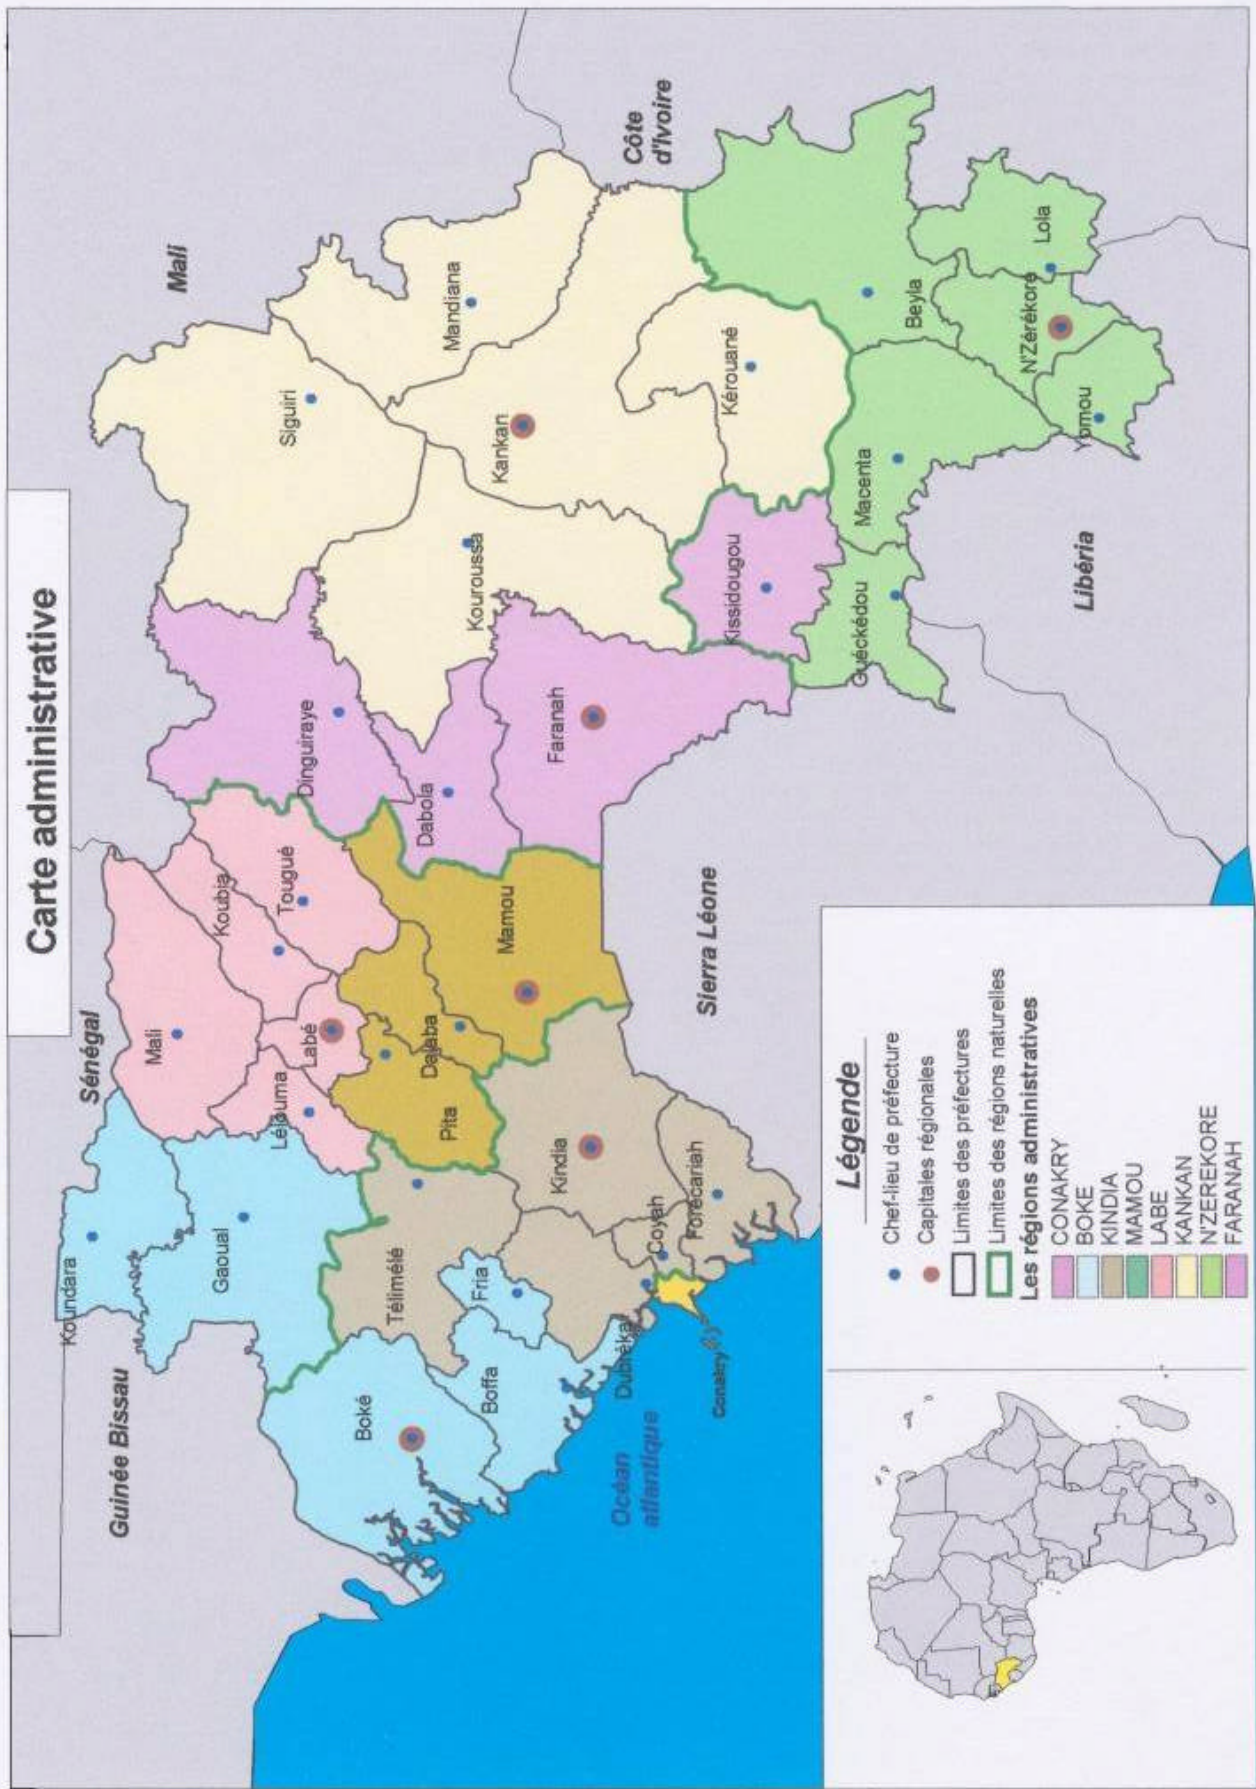 Carte administrative
Sénégal
Mali
Guinée Bissau
Côte
d'Ivoire
Sierra Léone
Libéria
Océan
atlantique
Koundara
Gaoual
Mali
Koubia
Tougué
Lélouma
Labé
Dinguiraye
Siguiri
Mandiana
Boké
Télimélé
Pita
Dalaba
Dabola
Kouroussa
Kankan
Fria
Boffa
Kindia
Mamou
Faranah
Dubréka
Coyah
Forécariah
Conakry
Kissidougou
Kérouané
Guéckédou
Macenta
Beyla
N'Zérékoré
Lola
Yomou
Légende
Chef-lieu de préfecture
Capitales régionales
Limites des préfectures
Limites des régions naturelles
Les régions administratives
CONAKRY
BOKE
KINDIA
MAMOU
LABE
KANKAN
N'ZEREKORE
FARANAH